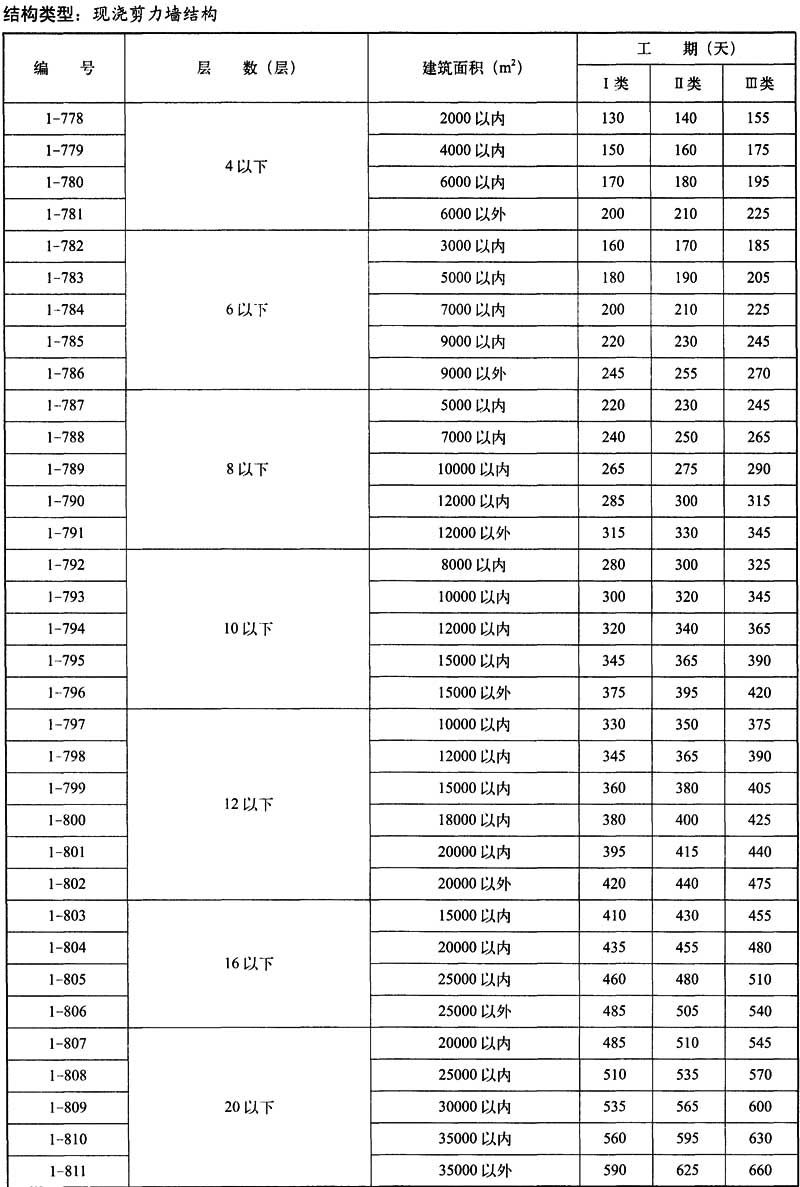 结构类型：现浇剪力墙结构
编 号 层 数（层） 建筑面积（m²） 工 期（天）
Ⅰ类 Ⅱ类 Ⅲ类
1-778 4以下 2000以内 130 140 155
1-779 4000以内 150 160 175
1-780 6000以内 170 180 195
1-781 6000以外 200 210 225
1-782 6以下 3000以内 160 170 185
1-783 5000以内 180 190 205
1-784 7000以内 200 210 225
1-785 9000以内 220 230 245
1-786 9000以外 245 255 270
1-787 8以下 5000以内 220 230 245
1-788 7000以内 240 250 265
1-789 10000以内 265 275 290
1-790 12000以内 285 300 315
1-791 12000以外 315 330 345
1-792 10以下 8000以内 280 300 325
1-793 10000以内 300 320 345
1-794 12000以内 320 340 365
1-795 15000以内 345 365 390
1-796 15000以外 375 395 420
1-797 12以下 10000以内 330 350 375
1-798 12000以内 345 365 390
1-799 15000以内 360 380 405
1-800 18000以内 380 400 425
1-801 20000以内 395 415 440
1-802 20000以外 420 440 475
1-803 16以下 15000以内 410 430 455
1-804 20000以内 435 455 480
1-805 25000以内 460 480 510
1-806 25000以外 485 505 540
1-807 20以下 20000以内 485 510 545
1-808 25000以内 510 535 570
1-809 30000以内 535 565 600
1-810 35000以内 560 595 630
1-811 35000以外 590 625 660